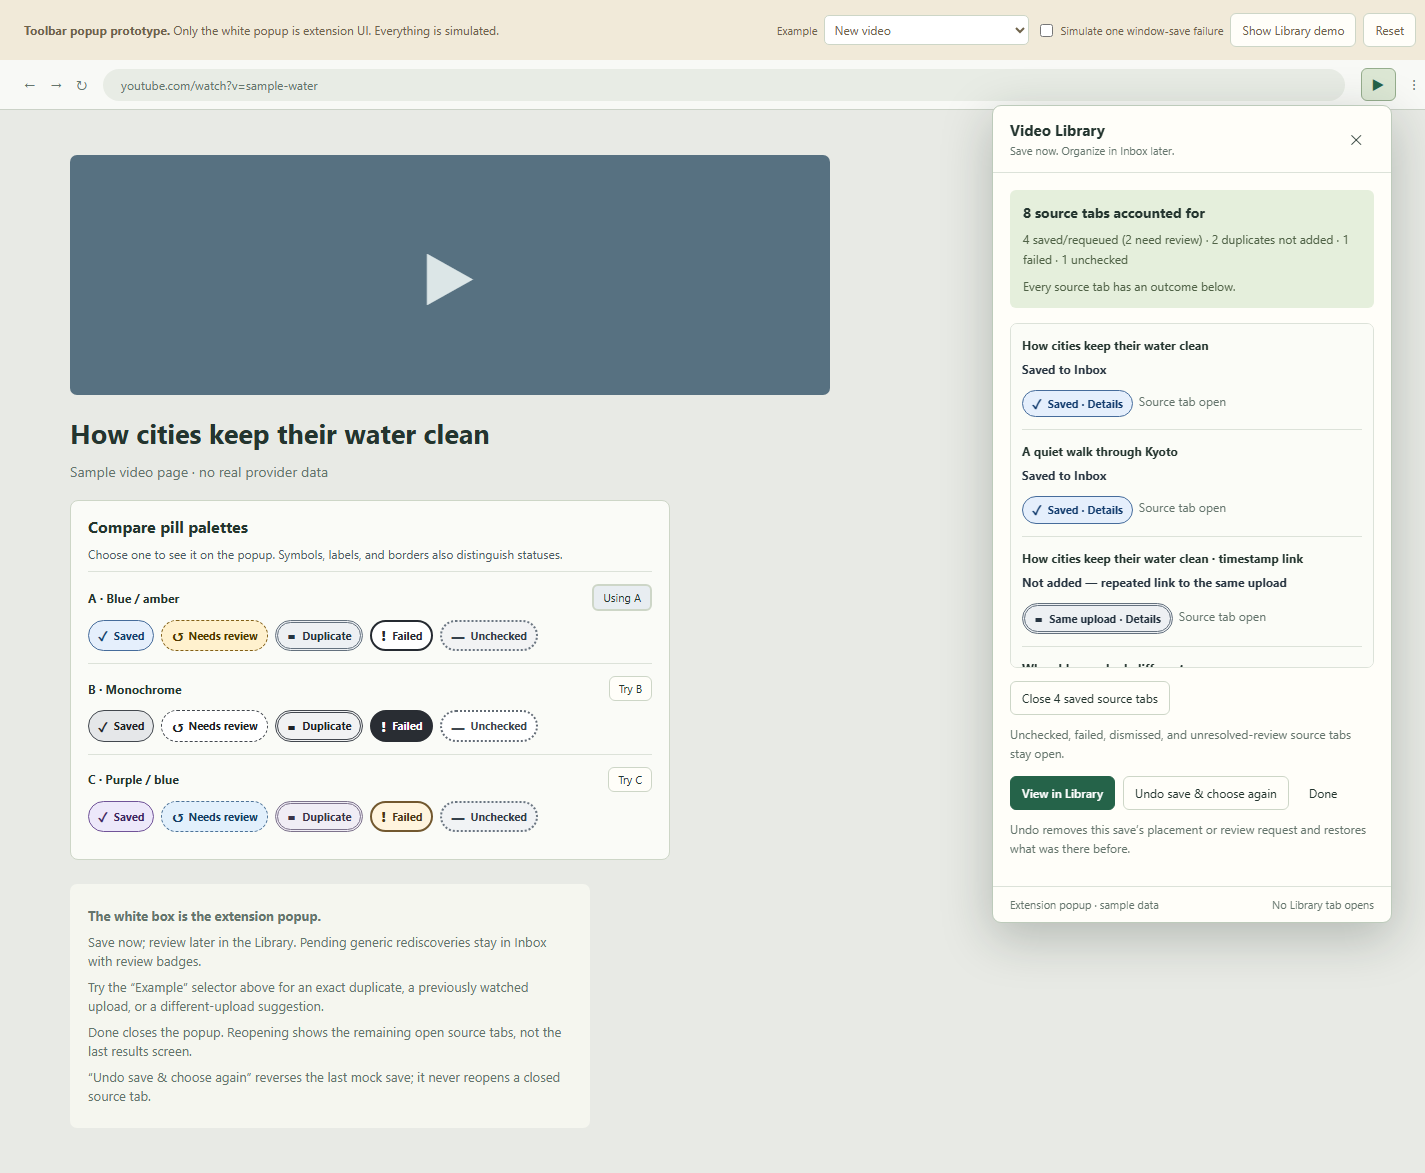 Toolbar popup prototype. Only the white popup is extension UI. Everything is simulated.
Example
New video
Simulate one window-save failure
Show Library demo
Reset
youtube.com/watch?v=sample-water
Video Library
Save now. Organize in Inbox later.
8 source tabs accounted for
4 saved/requeued (2 need review) · 2 duplicates not added · 1
failed · 1 unchecked
Every source tab has an outcome below.
How cities keep their water clean
Saved to Inbox
✓ Saved · Details
Source tab open
A quiet walk through Kyoto
Saved to Inbox
✓ Saved · Details
Source tab open
How cities keep their water clean · timestamp link
Not added — repeated link to the same upload
= Same upload · Details
Source tab open
Close 4 saved source tabs
Unchecked, failed, dismissed, and unresolved-review source tabs
stay open.
View in Library
Undo save & choose again
Done
Undo removes this save's placement or review request and restores
what was there before.
Extension popup · sample data
No Library tab opens
How cities keep their water clean
Sample video page · no real provider data
Compare pill palettes
Choose one to see it on the popup. Symbols, labels, and borders also distinguish statuses.
A · Blue / amber
Using A
✓ Saved
↺ Needs review
= Duplicate
! Failed
— Unchecked
B · Monochrome
Try B
✓ Saved
↺ Needs review
= Duplicate
! Failed
— Unchecked
C · Purple / blue
Try C
✓ Saved
↺ Needs review
= Duplicate
! Failed
— Unchecked
The white box is the extension popup.
Save now; review later in the Library. Pending generic rediscoveries stay in Inbox
with review badges.
Try the “Example” selector above for an exact duplicate, a previously watched
upload, or a different-upload suggestion.
Done closes the popup. Reopening shows the remaining open source tabs, not the
last results screen.
“Undo save & choose again” reverses the last mock save; it never reopens a closed
source tab.